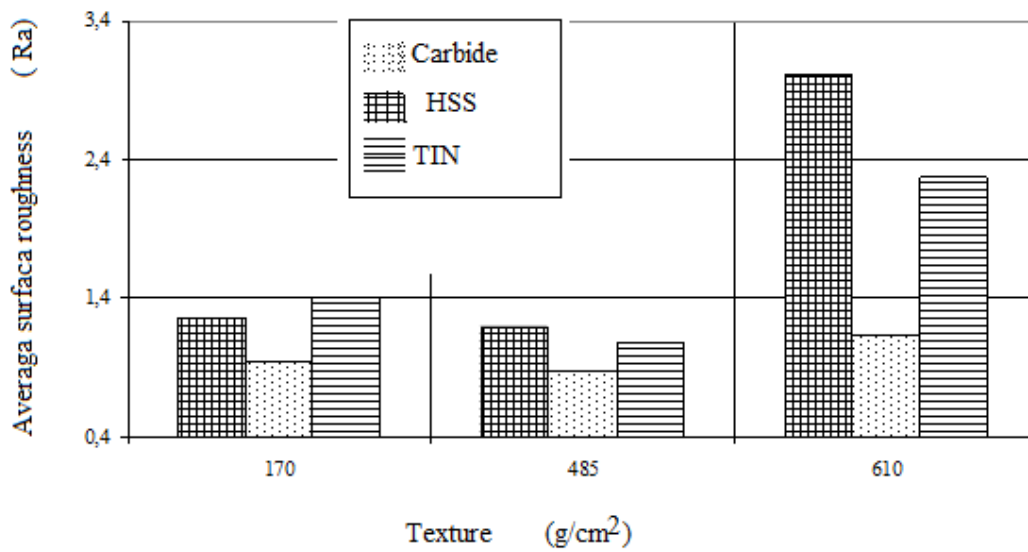 Averaga surfaca roughness ( Ra)
3,4
2,4
1,4
0,4
Carbide
HSS
TIN
170 485 610
Texture (g/cm²)